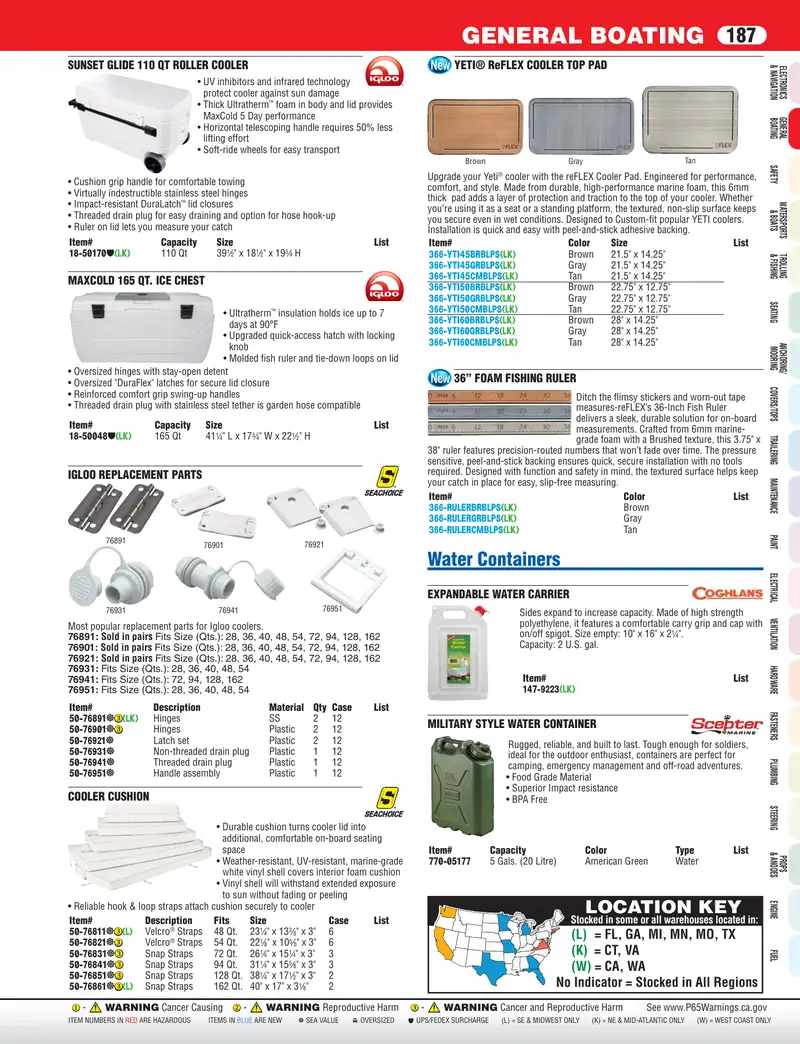 GENERAL BOATING 187
SUNSET GLIDE 110 QT ROLLER COOLER
IGLOO
• UV inhibitors and infrared technology
protect cooler against sun damage
• Thick Ultratherm™ foam in body and lid provides
MaxCold 5 Day performance
• Horizontal telescoping handle requires 50% less
lifting effort
• Soft-ride wheels for easy transport
• Cushion grip handle for comfortable towing
• Virtually indestructible stainless steel hinges
• Impact-resistant DuraLatch™ lid closures
• Threaded drain plug for easy draining and option for hose hook-up
• Ruler on lid lets you measure your catch
Item# Capacity Size List
18-50170(LK) 110 Qt 39½" x 18½" x 19¾ H
MAXCOLD 165 QT. ICE CHEST
IGLOO
• Ultratherm™ insulation holds ice up to 7
days at 90°F
• Upgraded quick-access hatch with locking
knob
• Molded fish ruler and tie-down loops on lid
• Oversized hinges with stay-open detent
• Oversized "DuraFlex" latches for secure lid closure
• Reinforced comfort grip swing-up handles
• Threaded drain plug with stainless steel tether is garden hose compatible
Item# Capacity Size List
18-50048(LK) 165 Qt 41¼" L x 17¾" W x 22½" H
IGLOO REPLACEMENT PARTS
SEACHOICE
76891
76901
76921
76931
76941
76951
Most popular replacement parts for Igloo coolers.
76891: Sold in pairs Fits Size (Qts.): 28, 36, 40, 48, 54, 72, 94, 128, 162
76901: Sold in pairs Fits Size (Qts.): 28, 36, 40, 48, 54, 72, 94, 128, 162
76921: Sold in pairs Fits Size (Qts.): 28, 36, 40, 48, 54, 72, 94, 128, 162
76931: Fits Size (Qts.): 28, 36, 40, 48, 54
76941: Fits Size (Qts.): 72, 94, 128, 162
76951: Fits Size (Qts.): 28, 36, 40, 48, 54
Item# Description Material Qty Case List
50-76891 3(LK) Hinges SS 2 12
50-76901 3 Hinges Plastic 2 12
50-76921 Latch set Plastic 2 12
50-76931 Non-threaded drain plug Plastic 1 12
50-76941 Threaded drain plug Plastic 1 12
50-76951 Handle assembly Plastic 1 12
COOLER CUSHION
SEACHOICE
• Durable cushion turns cooler lid into
additional, comfortable on-board seating
space
• Weather-resistant, UV-resistant, marine-grade
white vinyl shell covers interior foam cushion
• Vinyl shell will withstand extended exposure
to sun without fading or peeling
• Reliable hook & loop straps attach cushion securely to cooler
Item# Description Fits Size Case List
50-76811 3(L) Velcro® Straps 48 Qt. 23¼" x 13⅜" x 3" 6
50-76821 3 Velcro® Straps 54 Qt. 22⅛" x 10⅝" x 3" 6
50-76831 3 Snap Straps 72 Qt. 26¼" x 15¼" x 3" 3
50-76841 3 Snap Straps 94 Qt. 31¼" x 15⅝" x 3" 3
50-76851 3 Snap Straps 128 Qt. 38¼" x 17½" x 3" 2
50-76861 3(L) Snap Straps 162 Qt. 40" x 17" x 3⅛" 2
New YETI® ReFLEX COOLER TOP PAD
Brown Gray Tan
Upgrade your Yeti® cooler with the reFLEX Cooler Pad. Engineered for performance,
comfort, and style. Made from durable, high-performance marine foam, this 6mm
thick pad adds a layer of protection and traction to the top of your cooler. Whether
you're using it as a seat or a standing platform, the textured, non-slip surface keeps
you secure even in wet conditions. Designed to Custom-fit popular YETI coolers.
Installation is quick and easy with peel-and-stick adhesive backing.
Item# Color Size List
366-YTI45BRBLPS(LK) Brown 21.5" x 14.25"
366-YTI45GRBLPS(LK) Gray 21.5" x 14.25"
366-YTI45CMBLPS(LK) Tan 21.5" x 14.25"
366-YTI50BRBLPS(LK) Brown 22.75" x 12.75"
366-YTI50GRBLPS(LK) Gray 22.75" x 12.75"
366-YTI50CMBLPS(LK) Tan 22.75" x 12.75"
366-YTI60BRBLPS(LK) Brown 28" x 14.25"
366-YTI60GRBLPS(LK) Gray 28" x 14.25"
366-YTI60CMBLPS(LK) Tan 28" x 14.25"
New 36" FOAM FISHING RULER
0 6 12 18 24 30 36
0 6 12 18 24 30 36
0 6 12 18 24 30 36
Ditch the flimsy stickers and worn-out tape
measures-reFLEX's 36-Inch Fish Ruler
delivers a sleek, durable solution for on-board
measurements. Crafted from 6mm marine-
grade foam with a Brushed texture, this 3.75" x
38" ruler features precision-routed numbers that won't fade over time. The pressure
sensitive, peel-and-stick backing ensures quick, secure installation with no tools
required. Designed with function and safety in mind, the textured surface helps keep
your catch in place for easy, slip-free measuring.
Item# Color List
366-RULERBRBLPS(LK) Brown
366-RULERGRBLPS(LK) Gray
366-RULERCMBLPS(LK) Tan
Water Containers
EXPANDABLE WATER CARRIER
COGHLANS
Sides expand to increase capacity. Made of high strength
polyethylene, it features a comfortable carry grip and cap with
on/off spigot. Size empty: 10" x 16" x 2¼".
Capacity: 2 U.S. gal.
Item# List
147-9223(LK)
MILITARY STYLE WATER CONTAINER
Scepter
MARINE
Rugged, reliable, and built to last. Tough enough for soldiers,
ideal for the outdoor enthusiast, containers are perfect for
camping, emergency management and off-road adventures.
• Food Grade Material
• Superior Impact resistance
• BPA Free
Item# Capacity Color Type List
770-05177 5 Gals. (20 Litre) American Green Water
LOCATION KEY
Stocked in some or all warehouses located in:
(L) = FL, GA, MI, MN, MO, TX
(K) = CT, VA
(W) = CA, WA
No Indicator = Stocked in All Regions
ELECTRONICS
& NAVIGATION
GENERAL
BOATING
SAFETY
WATERSPORTS
& BOATS
TROLLING
& FISHING
SEATING
ANCHORING/
MOORING
COVERS/TOPS
TRAILERING
MAINTENANCE
PAINT
ELECTRICAL
VENTILATION
HARDWARE
FASTENERS
PLUMBING
STEERING
PROPS
& ANODES
ENGINE
FUEL
1 - WARNING Cancer Causing 2 - WARNING Reproductive Harm 3 - WARNING Cancer and Reproductive Harm See www.P65Warnings.ca.gov
ITEM NUMBERS IN RED ARE HAZARDOUS ITEMS IN BLUE ARE NEW SEA VALUE OVERSIZED UPS/FEDEX SURCHARGE (L) = SE & MIDWEST ONLY (K) = NE & MID-ATLANTIC ONLY (W) = WEST COAST ONLY